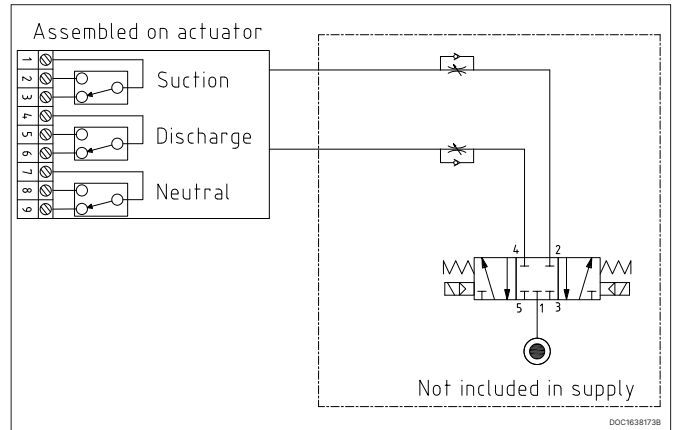 Assembled on actuator
1
2
3
4
5
6
7
8
9
Suction
Discharge
Neutral
4 2
5 1 3
Not included in supply
DOC1638173B